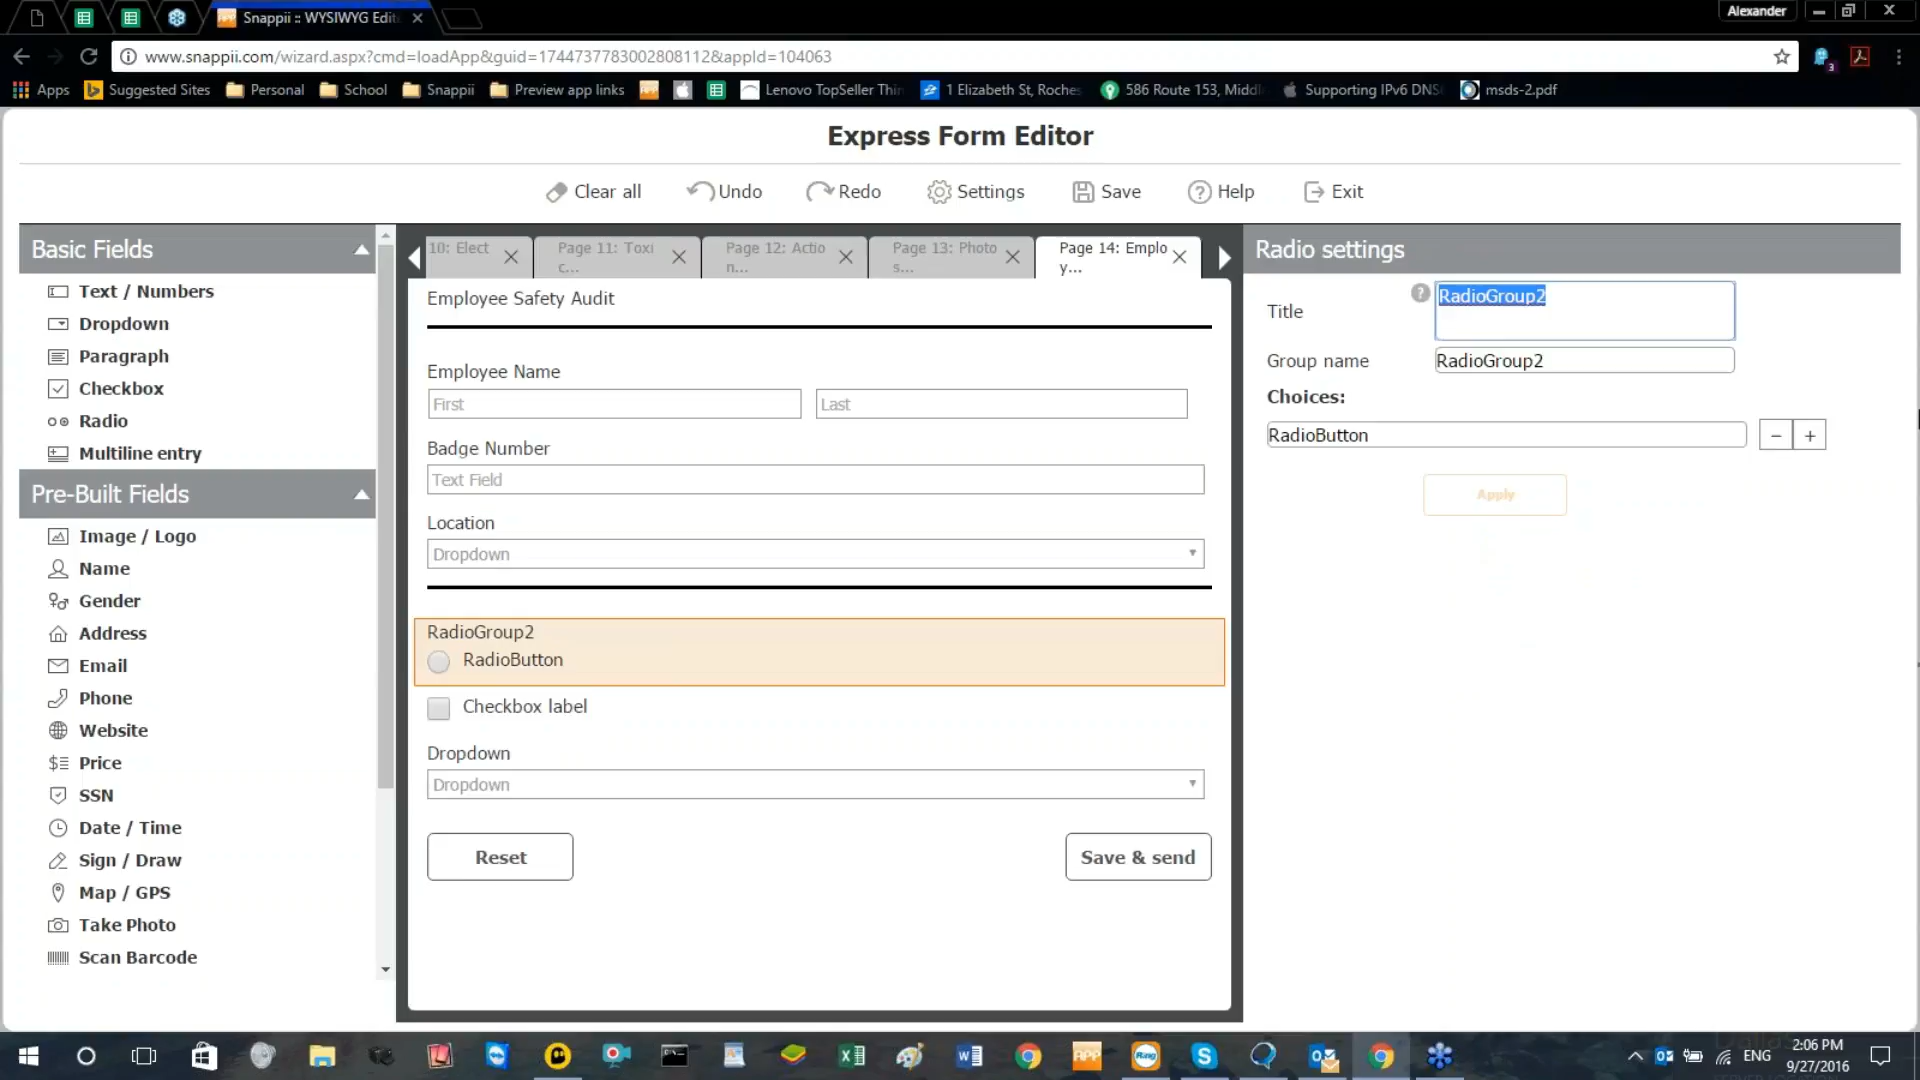 Snappii :: WYSIWYG Edit
Alexander
www.snappii.com/wizard.aspx?cmd=loadApp&guid=1744737783002808112&appId=104063
3
Apps
Suggested Sites
Personal
School
Snappii
Preview app links
Lenovo TopSeller Thin
1 Elizabeth St, Roches
586 Route 153, Middl
Supporting IPv6 DNS
msds-2.pdf
Express Form Editor
Clear all
Undo
Redo
Settings
Save
Help
Exit
Basic Fields
Text / Numbers
Dropdown
Paragraph
Checkbox
Radio
Multiline entry
Pre-Built Fields
Image / Logo
Name
Gender
Address
Email
Phone
Website
Price
SSN
Date / Time
Sign / Draw
Map / GPS
Take Photo
Scan Barcode
10: Elect
Page 11: Toxi
c...
Page 12: Actio
n...
Page 13: Photo
s...
Page 14: Emplo
y...
Employee Safety Audit
Employee Name
First
Last
Badge Number
Text Field
Location
Dropdown
RadioGroup2
RadioButton
Checkbox label
Dropdown
Dropdown
Reset
Save & send
Radio settings
Title
RadioGroup2
Group name
RadioGroup2
Choices:
RadioButton
Apply
APP
Ring
ENG
2:06 PM
9/27/2016